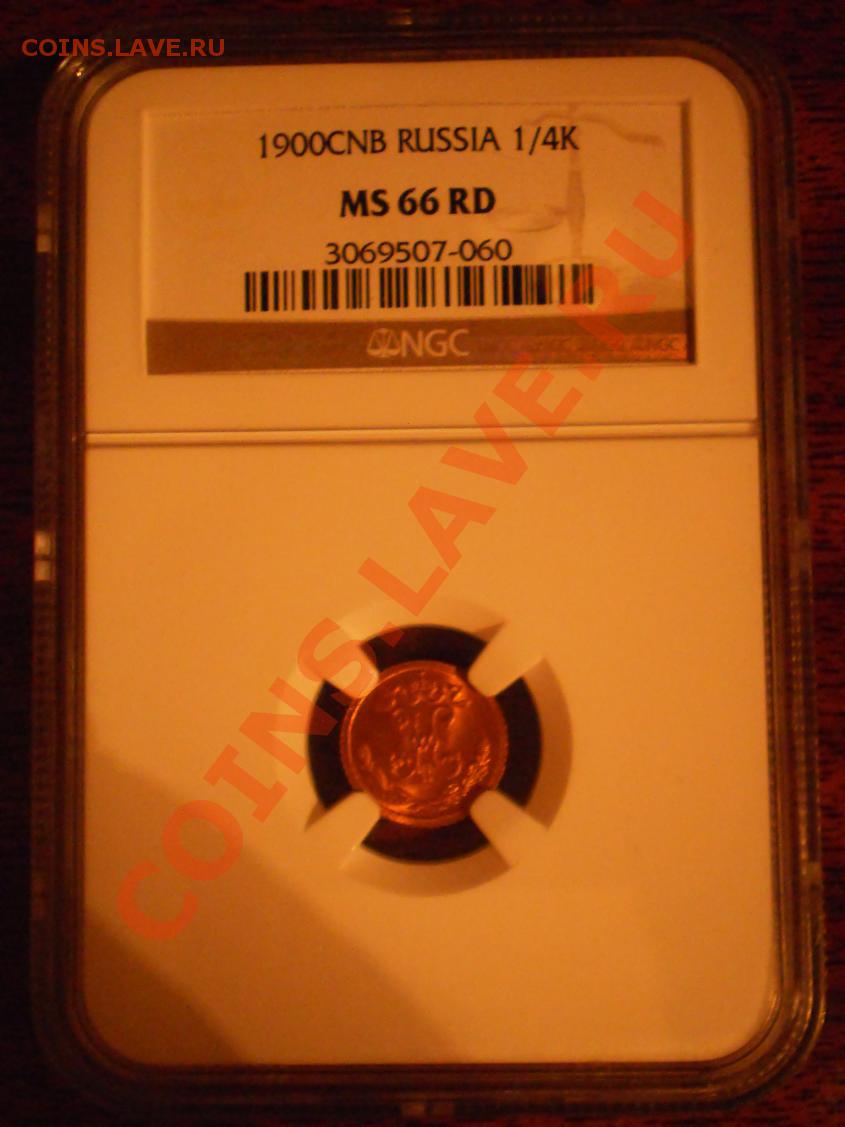 COINS.LAVE.RU
1900CNB RUSSIA 1/4K
MS 66 RD
3069507-060
NGC
COINS.LAVE.RU